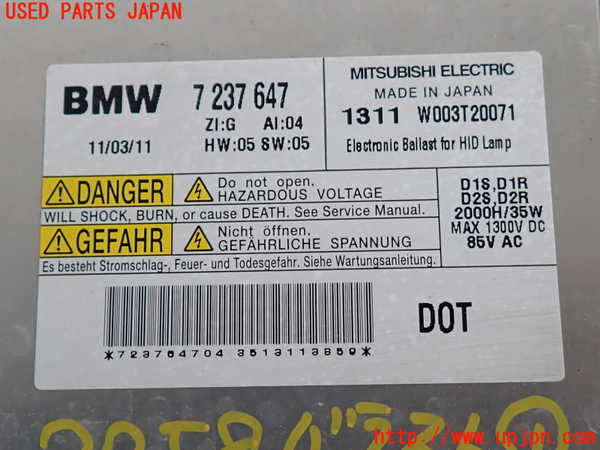 USED PARTS JAPAN
BMW 7 237 647
ZI:G AI:04
11/03/11 HW:05 SW:05
MITSUBISHI ELECTRIC
MADE IN JAPAN
1311 W003T20071
Electronic Ballast for HID Lamp
DANGER
Do not open.
HAZARDOUS VOLTAGE
WILL SHOCK, BURN, or cause DEATH. See Service Manual.
GEFAHR
Nicht öffnen.
GEFÄHRLICHE SPANNUNG
Es besteht Stromschlag-, Feuer- und Todesgefahr. Siehe Wartungsanleitung.
D1S,D1R
D2S,D2R
2000H/35W
MAX 1300V DC
85V AC
*723764704 3513113850*
DOT
http://www.upjpn.com/